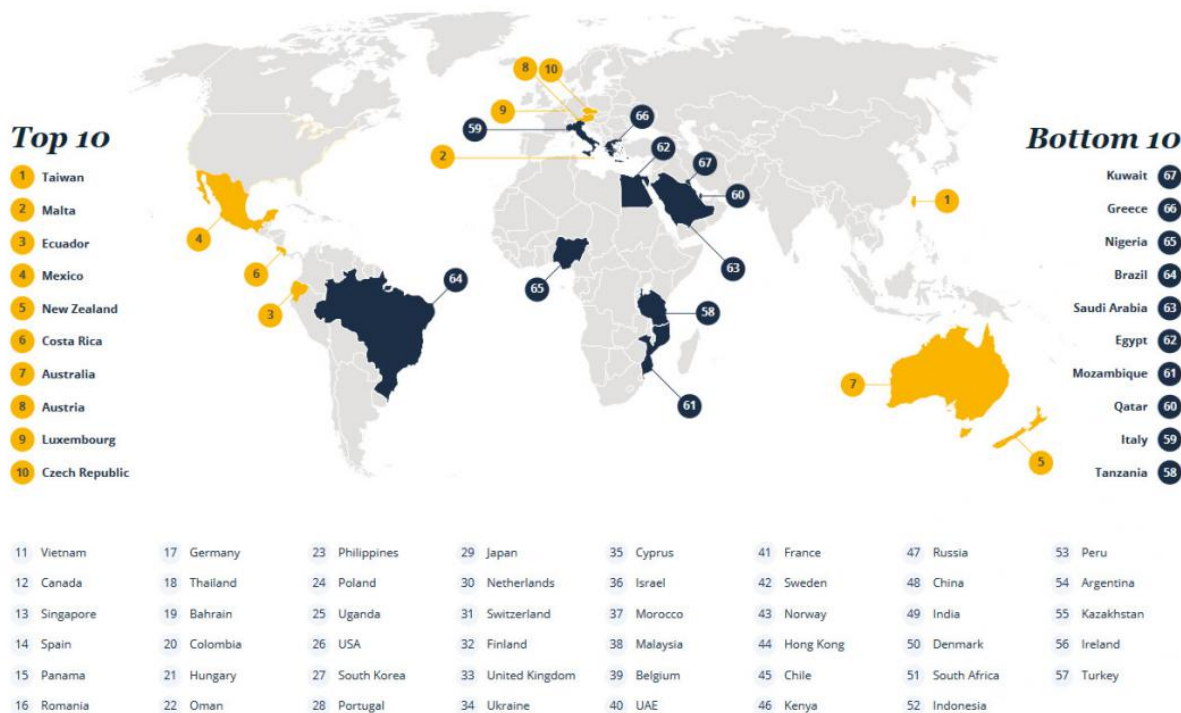 Top 10
1 Taiwan
2 Malta
3 Ecuador
4 Mexico
5 New Zealand
6 Costa Rica
7 Australia
8 Austria
9 Luxembourg
10 Czech Republic
8
10
9
59
66
2
62
67
60
1
4
6
3
64
65
63
58
61
7
5
Bottom 10
Kuwait 67
Greece 66
Nigeria 65
Brazil 64
Saudi Arabia 63
Egypt 62
Mozambique 61
Qatar 60
Italy 59
Tanzania 58
11 Vietnam
12 Canada
13 Singapore
14 Spain
15 Panama
16 Romania
17 Germany
18 Thailand
19 Bahrain
20 Colombia
21 Hungary
22 Oman
23 Philippines
24 Poland
25 Uganda
26 USA
27 South Korea
28 Portugal
29 Japan
30 Netherlands
31 Switzerland
32 Finland
33 United Kingdom
34 Ukraine
35 Cyprus
36 Israel
37 Morocco
38 Malaysia
39 Belgium
40 UAE
41 France
42 Sweden
43 Norway
44 Hong Kong
45 Chile
46 Kenya
47 Russia
48 China
49 India
50 Denmark
51 South Africa
52 Indonesia
53 Peru
54 Argentina
55 Kazakhstan
56 Ireland
57 Turkey